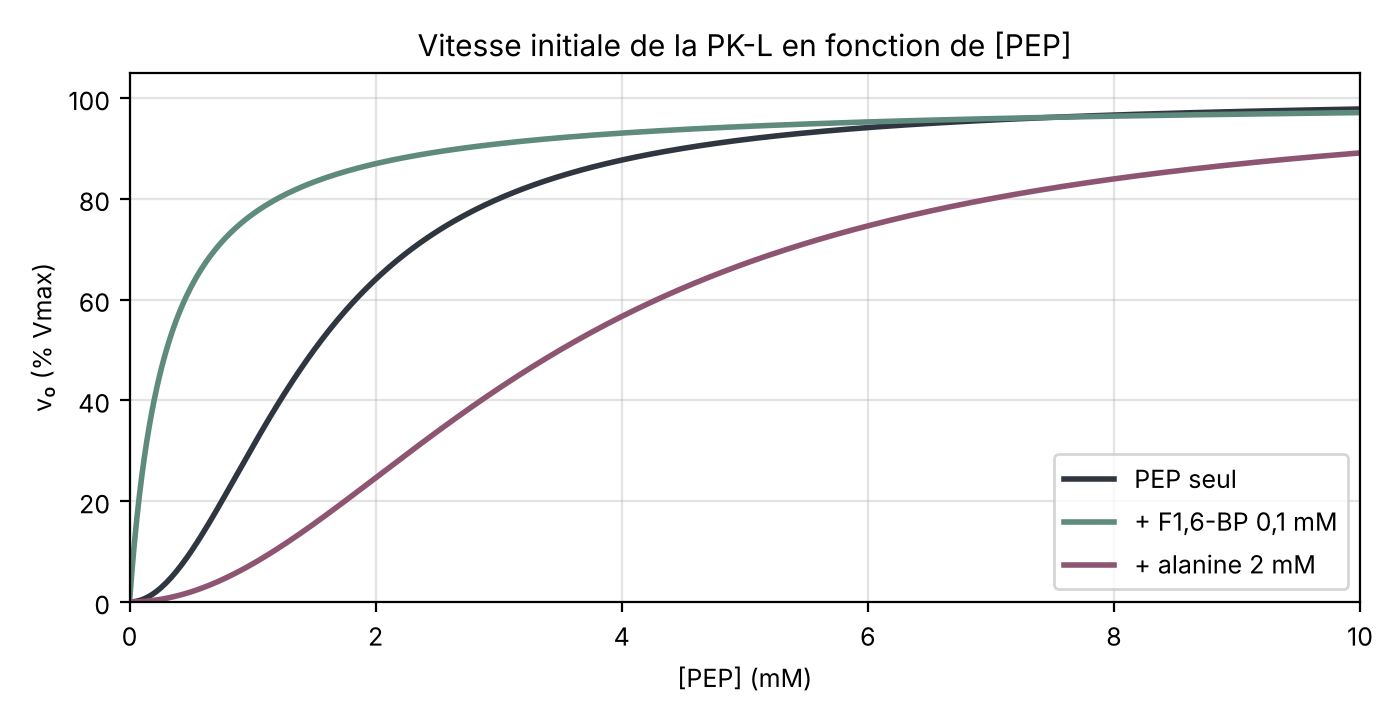 Vitesse initiale de la PK-L en fonction de [PEP]
v₀ (% Vmax)
100
80
60
40
20
0
0 2 4 6 8 10
[PEP] (mM)
PEP seul
+ F1,6-BP 0,1 mM
+ alanine 2 mM